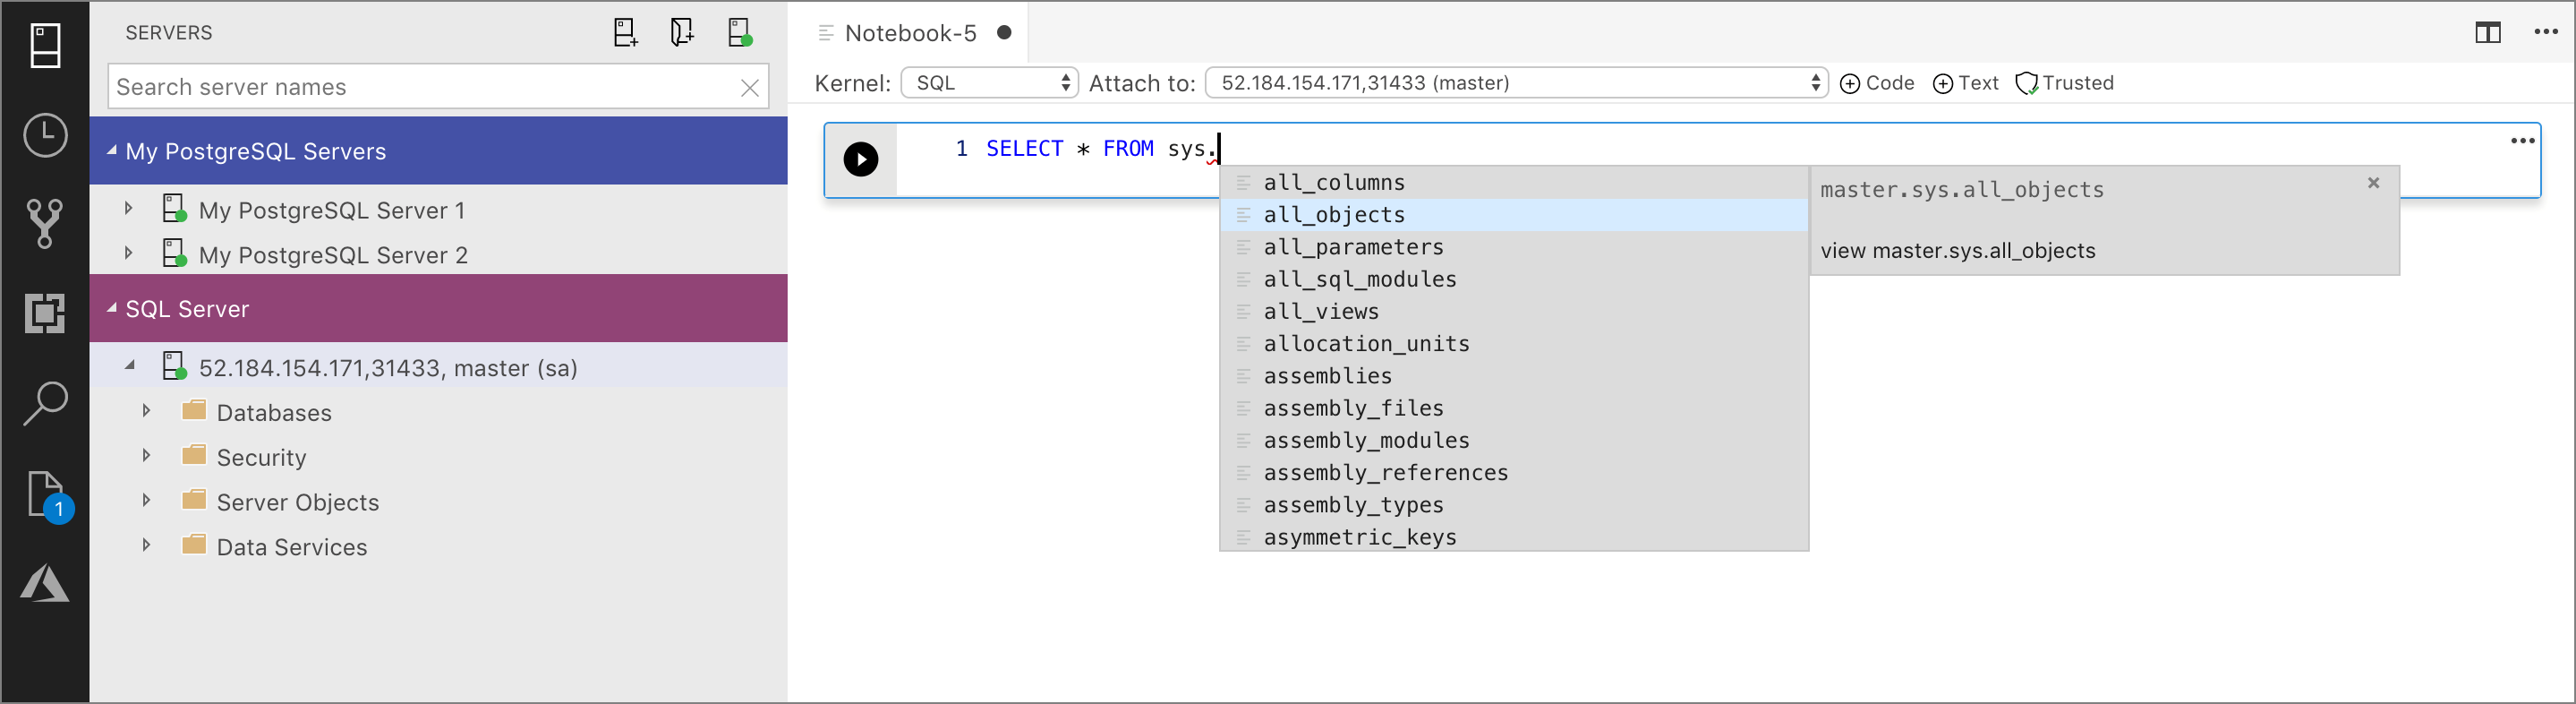 SERVERS
Search server names
My PostgreSQL Servers
My PostgreSQL Server 1
My PostgreSQL Server 2
SQL Server
52.184.154.171,31433, master (sa)
Databases
Security
Server Objects
Data Services
1
Notebook-5
Kernel: SQL Attach to: 52.184.154.171,31433 (master) Code Text Trusted
1 SELECT * FROM sys.
all_columns
all_objects
all_parameters
all_sql_modules
all_views
allocation_units
assemblies
assembly_files
assembly_modules
assembly_references
assembly_types
asymmetric_keys
master.sys.all_objects
view master.sys.all_objects